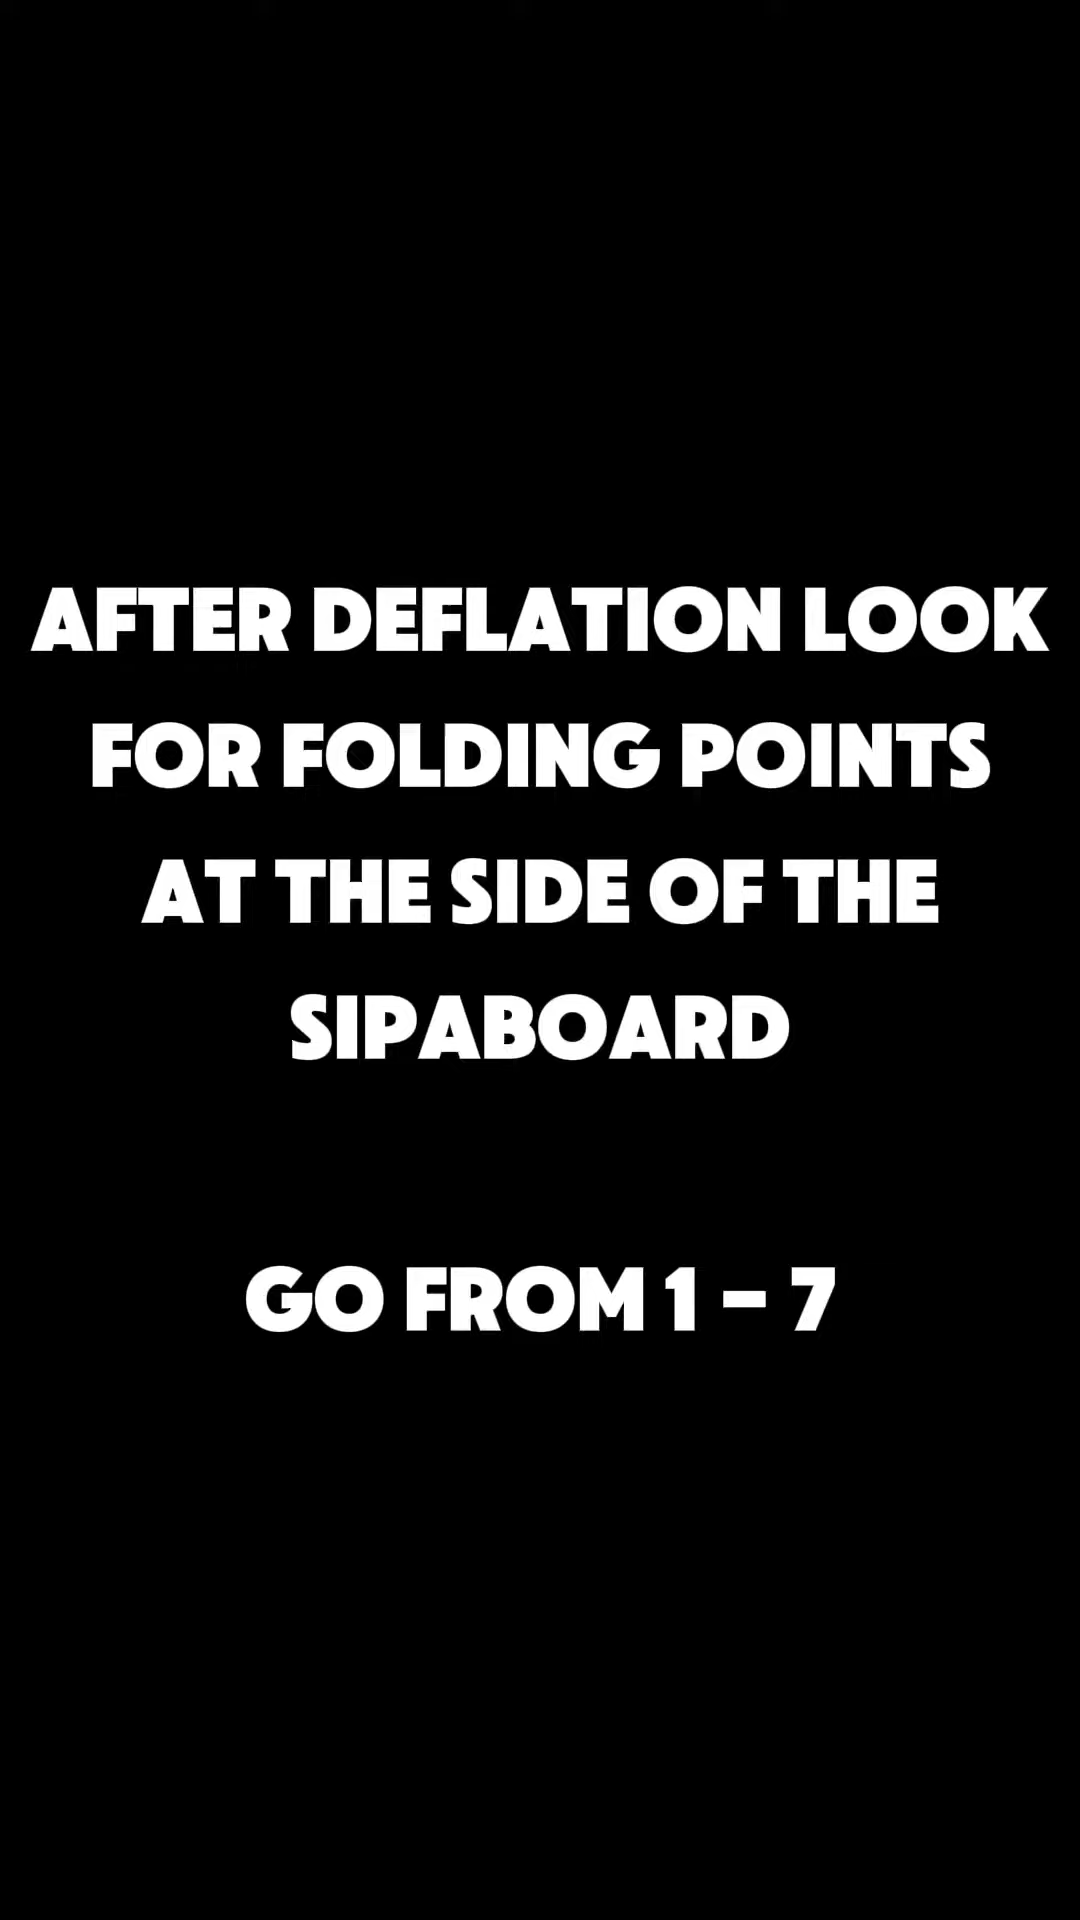 AFTER DEFLATION LOOK
FOR FOLDING POINTS
AT THE SIDE OF THE
SIPABOARD
GO FROM 1 - 7